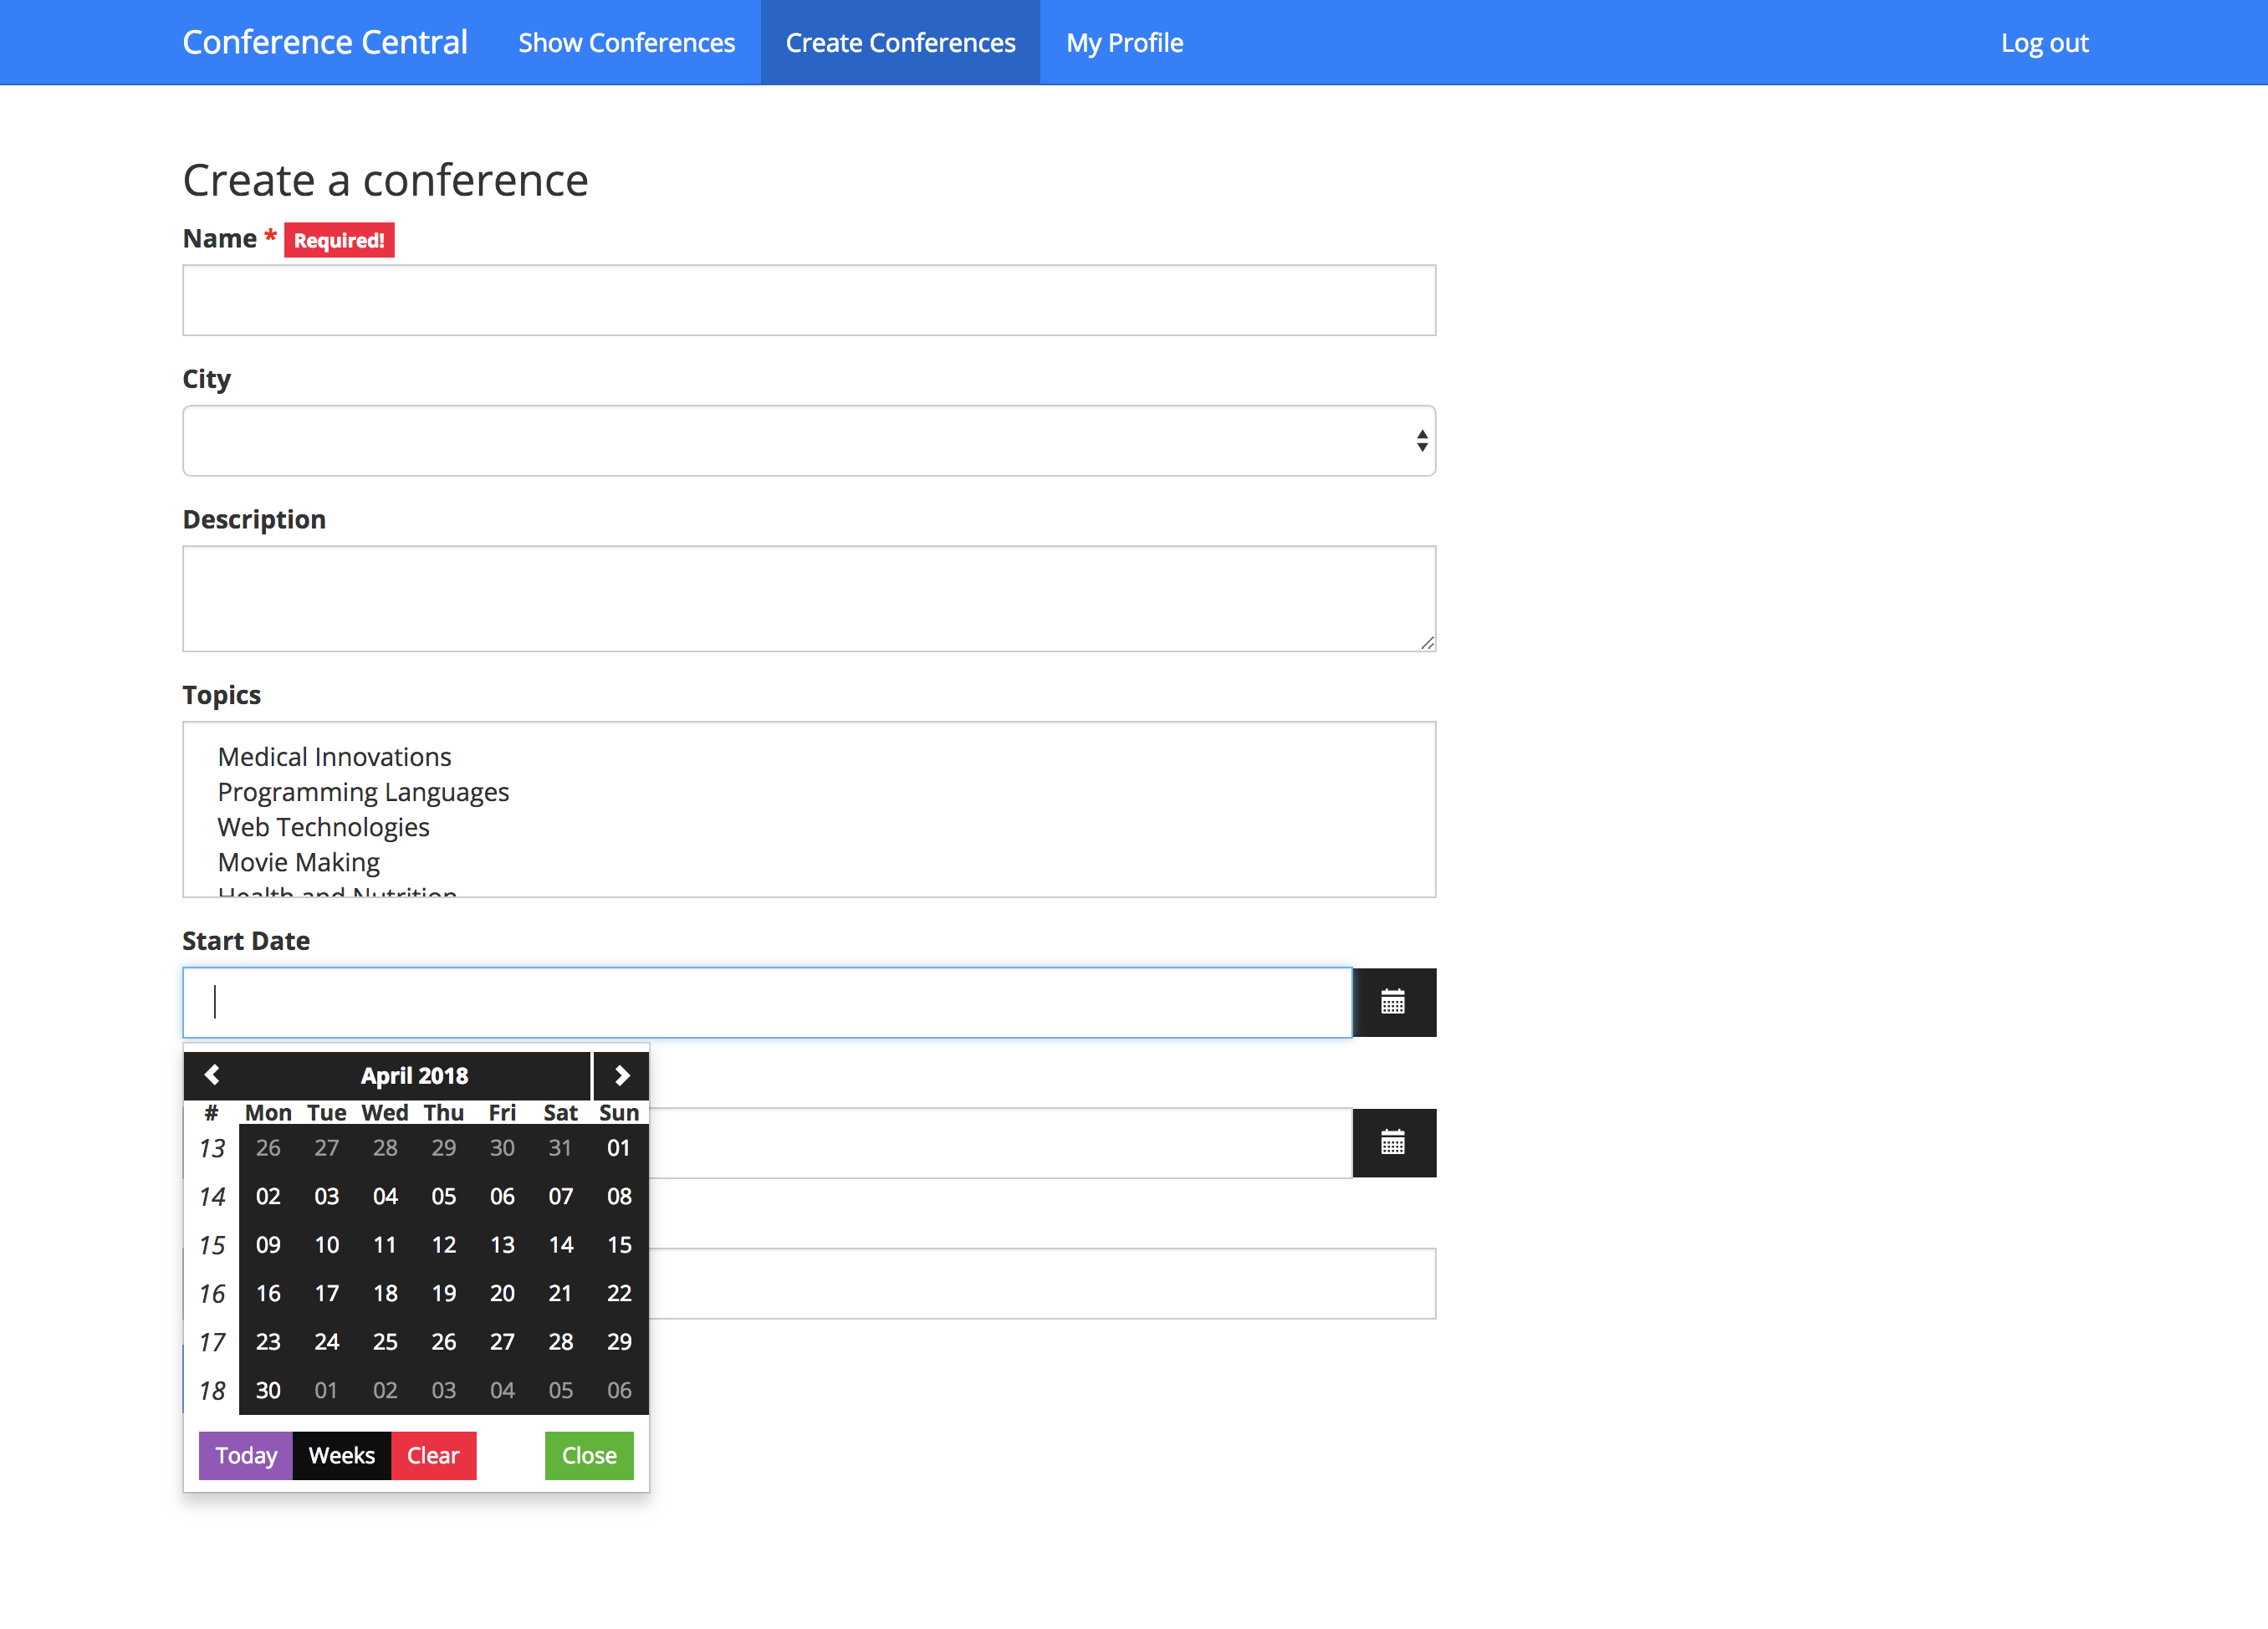 Conference Central Show Conferences Create Conferences My Profile Log out
Create a conference
Name * Required!
City
Description
Topics
Medical Innovations
Programming Languages
Web Technologies
Movie Making
Health and Nutrition
Start Date
April 2018
# Mon Tue Wed Thu Fri Sat Sun
13 26 27 28 29 30 31 01
14 02 03 04 05 06 07 08
15 09 10 11 12 13 14 15
16 16 17 18 19 20 21 22
17 23 24 25 26 27 28 29
18 30 01 02 03 04 05 06
Today Weeks Clear Close